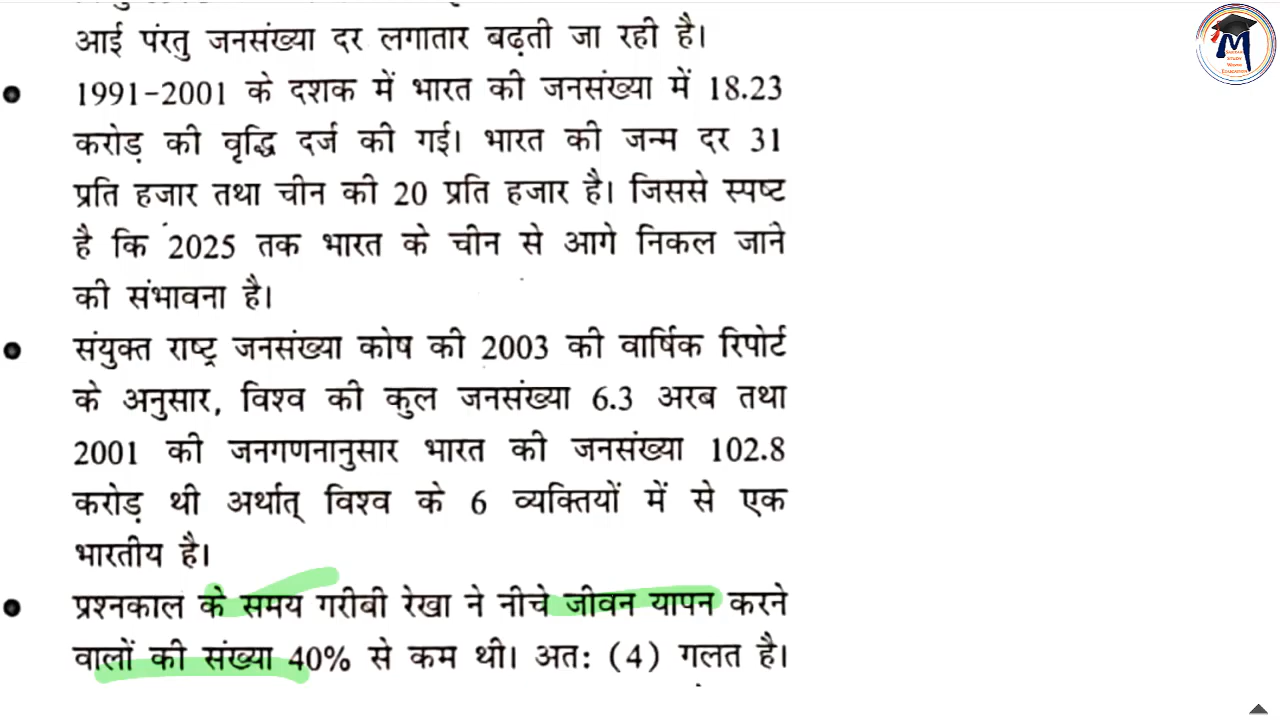 आई पंरतु जनसंख्या दर लगातार बढ़ती जा रही है।
1991-2001 के दशक में भारत की जनसंख्या में 18.23
करोड़ की वृद्धि दर्ज की गई। भारत की जन्म दर 31
प्रति हजार तथा चीन की 20 प्रति हजार है। जिससे स्पष्ट
है कि 2025 तक भारत के चीन से आगे निकल जाने
की संभावना है।
संयुक्त राष्ट्र जनसंख्या कोष की 2003 की वार्षिक रिपोर्ट
के अनुसार, विश्व की कुल जनसंख्या 6.3 अरब तथा
2001 की जनगणनानुसार भारत की जनसंख्या 102.8
करोड़ थी अर्थात् विश्व के 6 व्यक्तियों में से एक
भारतीय है।
प्रश्नकाल के समय गरीबी रेखा ने नीचे जीवन यापन करने
वालों की संख्या 40% से कम थी। अत: (4) गलत है।